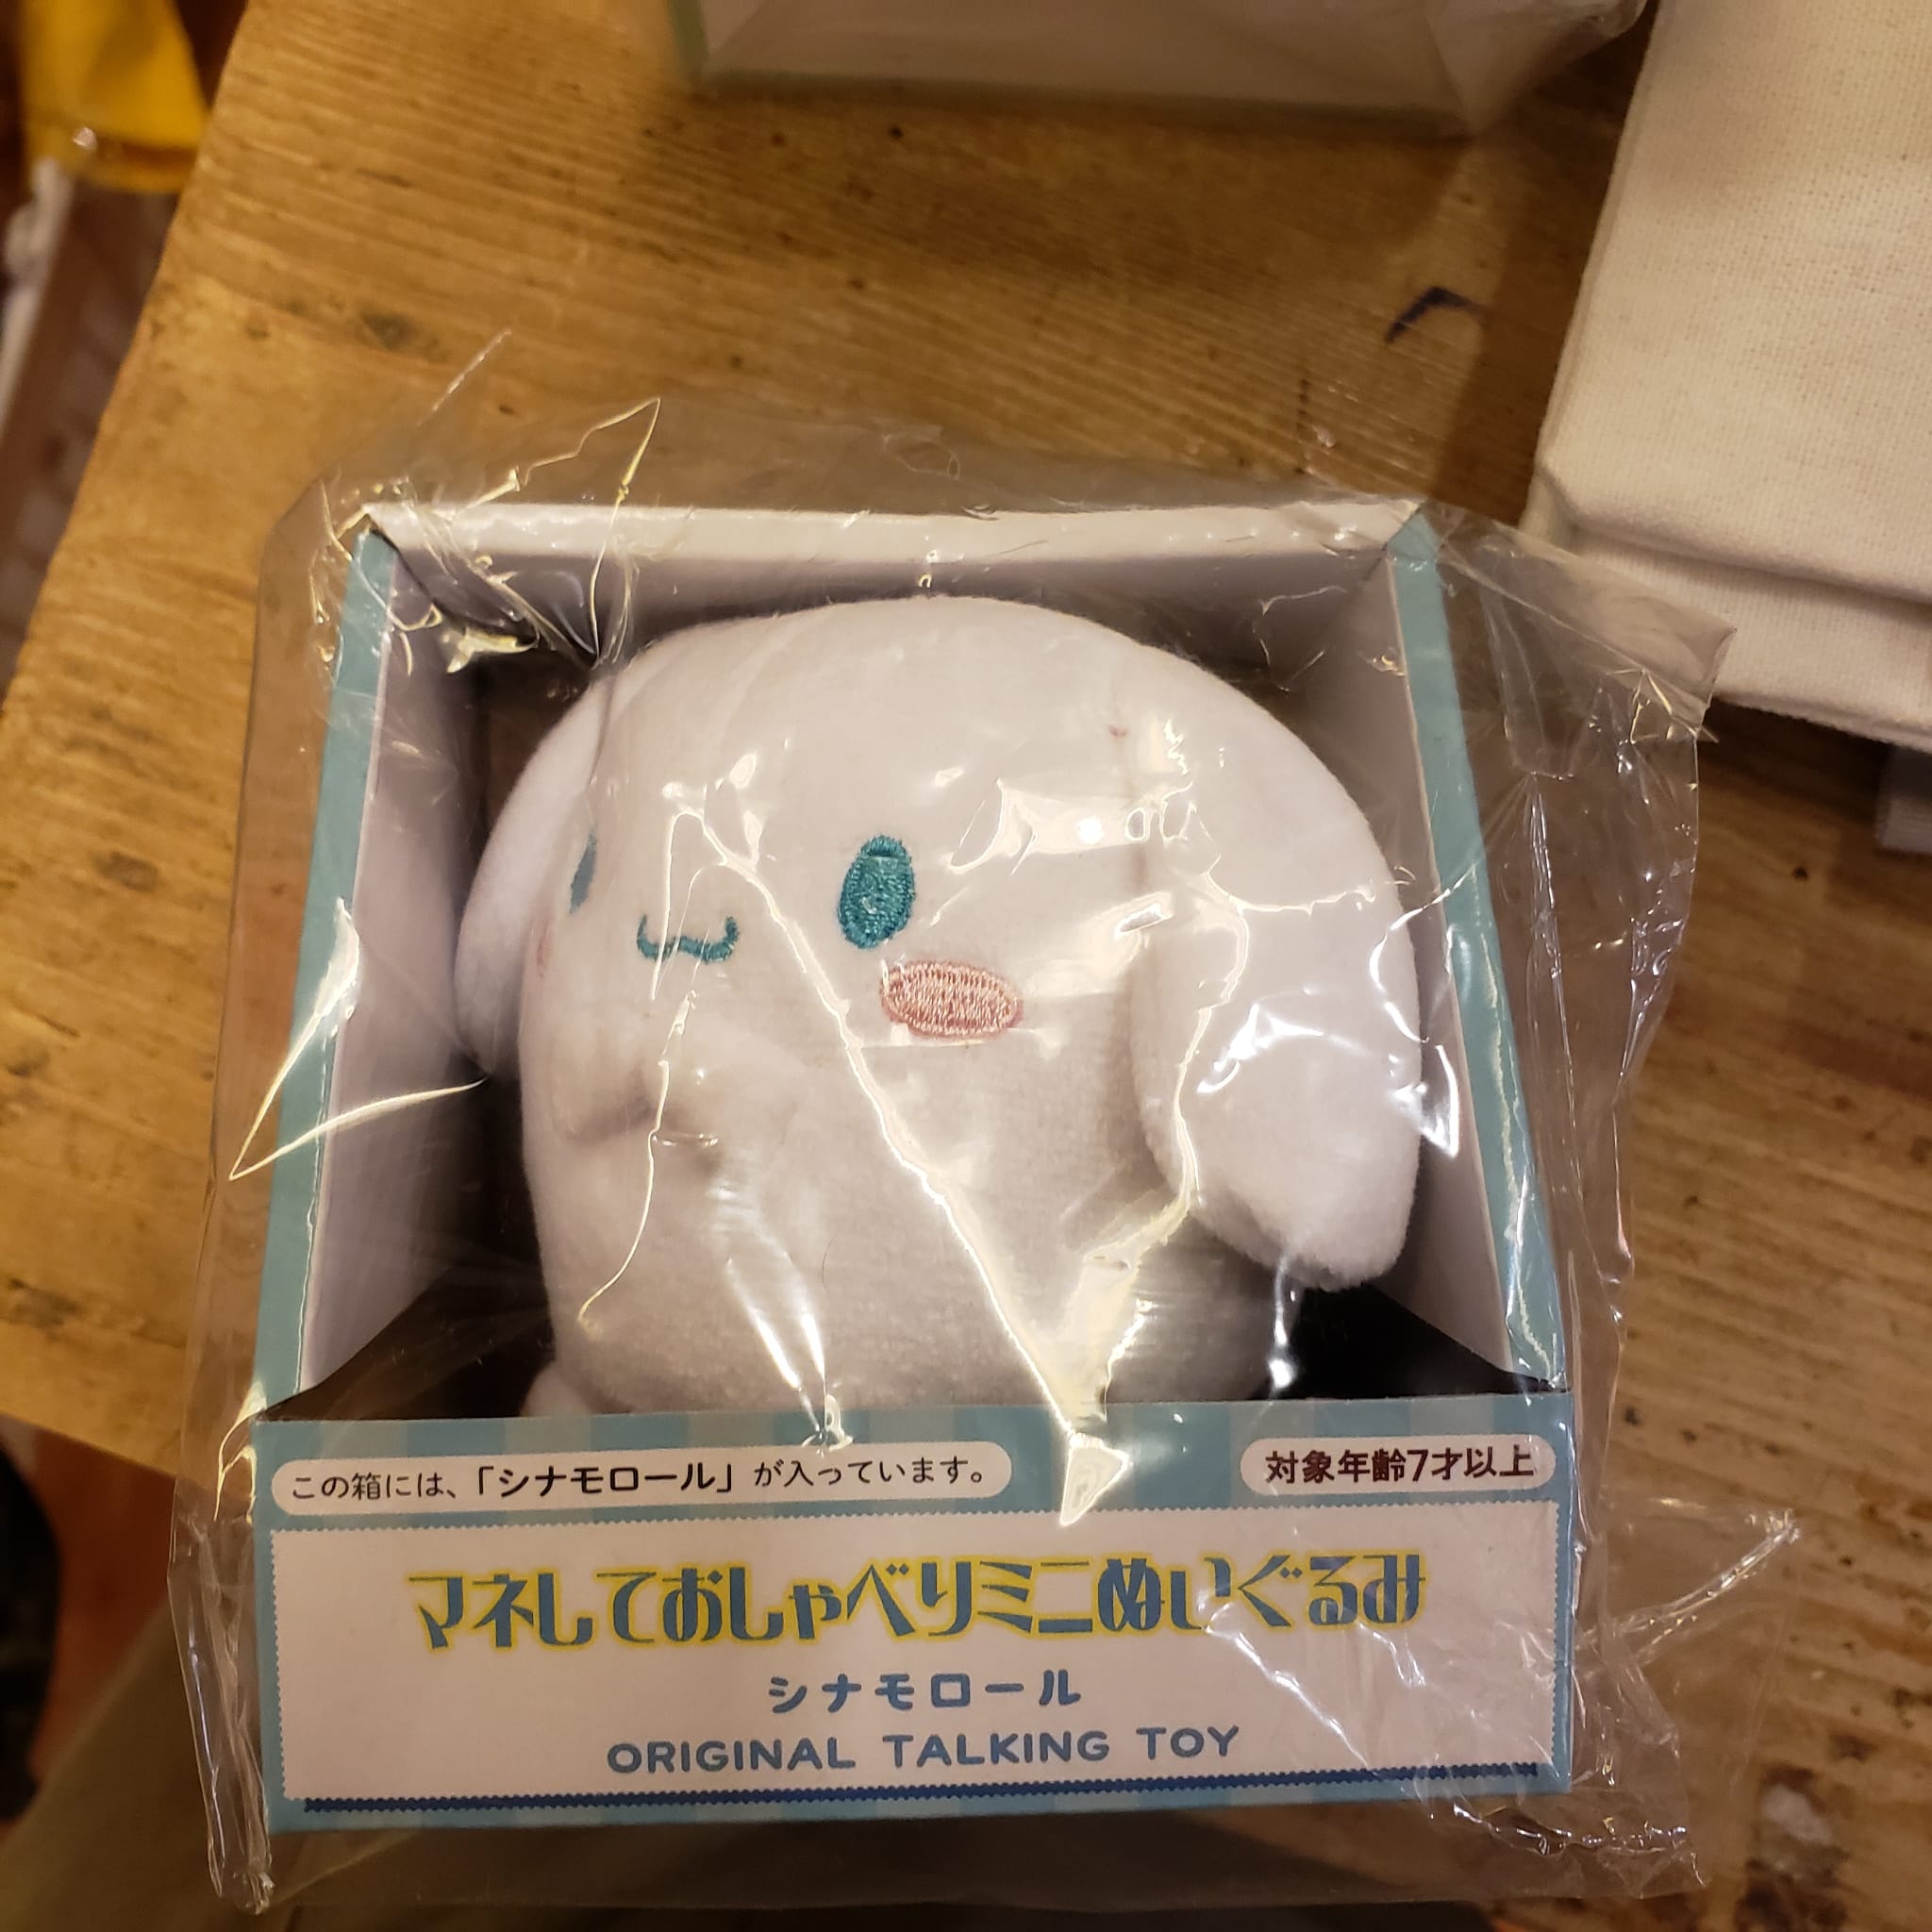 この箱には、「シナモロール」が入っています。
対象年齢7才以上
マネしておしゃべりミニぬいぐるみ
シナモロール
ORIGINAL TALKING TOY